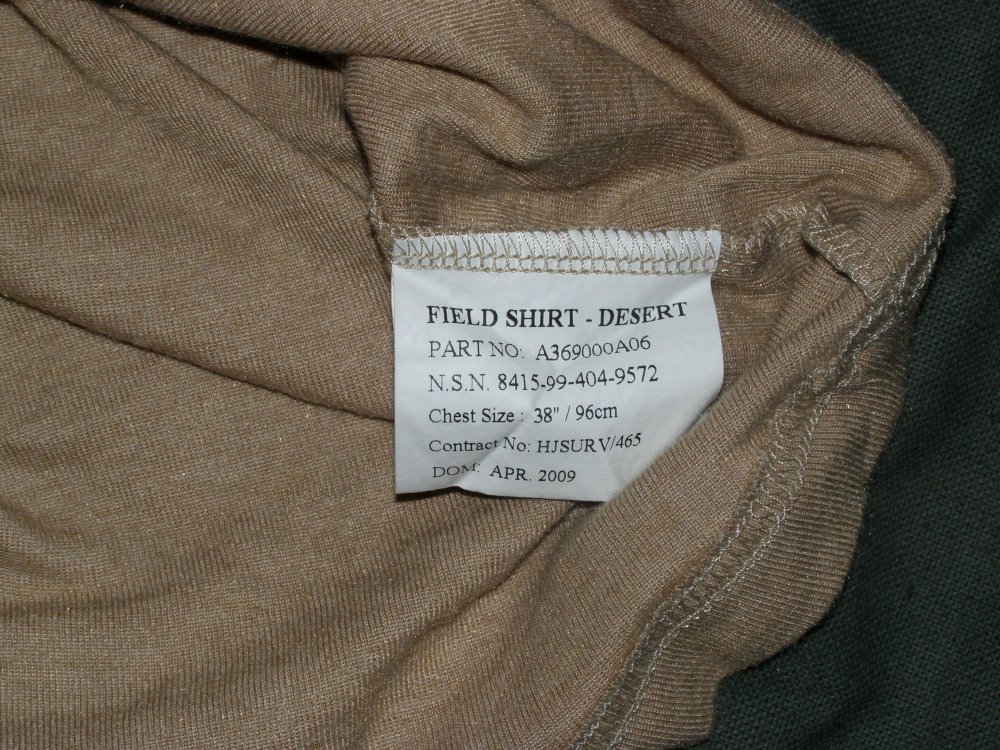 FIELD SHIRT - DESERT
PART NO: A369000A06
N.S.N. 8415-99-404-9572
Chest Size : 38" / 96cm
Contract No: HJSURV/465
DOM: APR. 2009